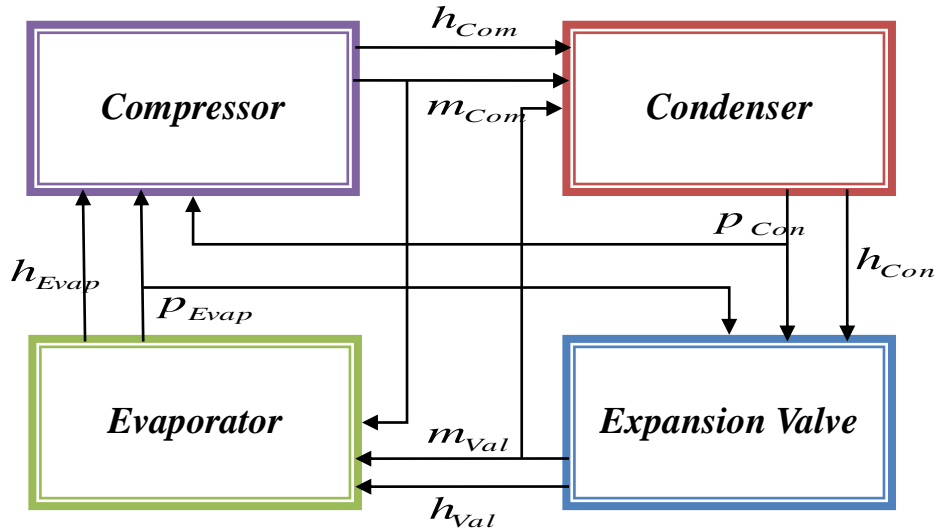 h_Com
Compressor
m_Com
Condenser
p_Con
h_Con
h_Evap
p_Evap
Evaporator
m_Val
Expansion Valve
h_Val